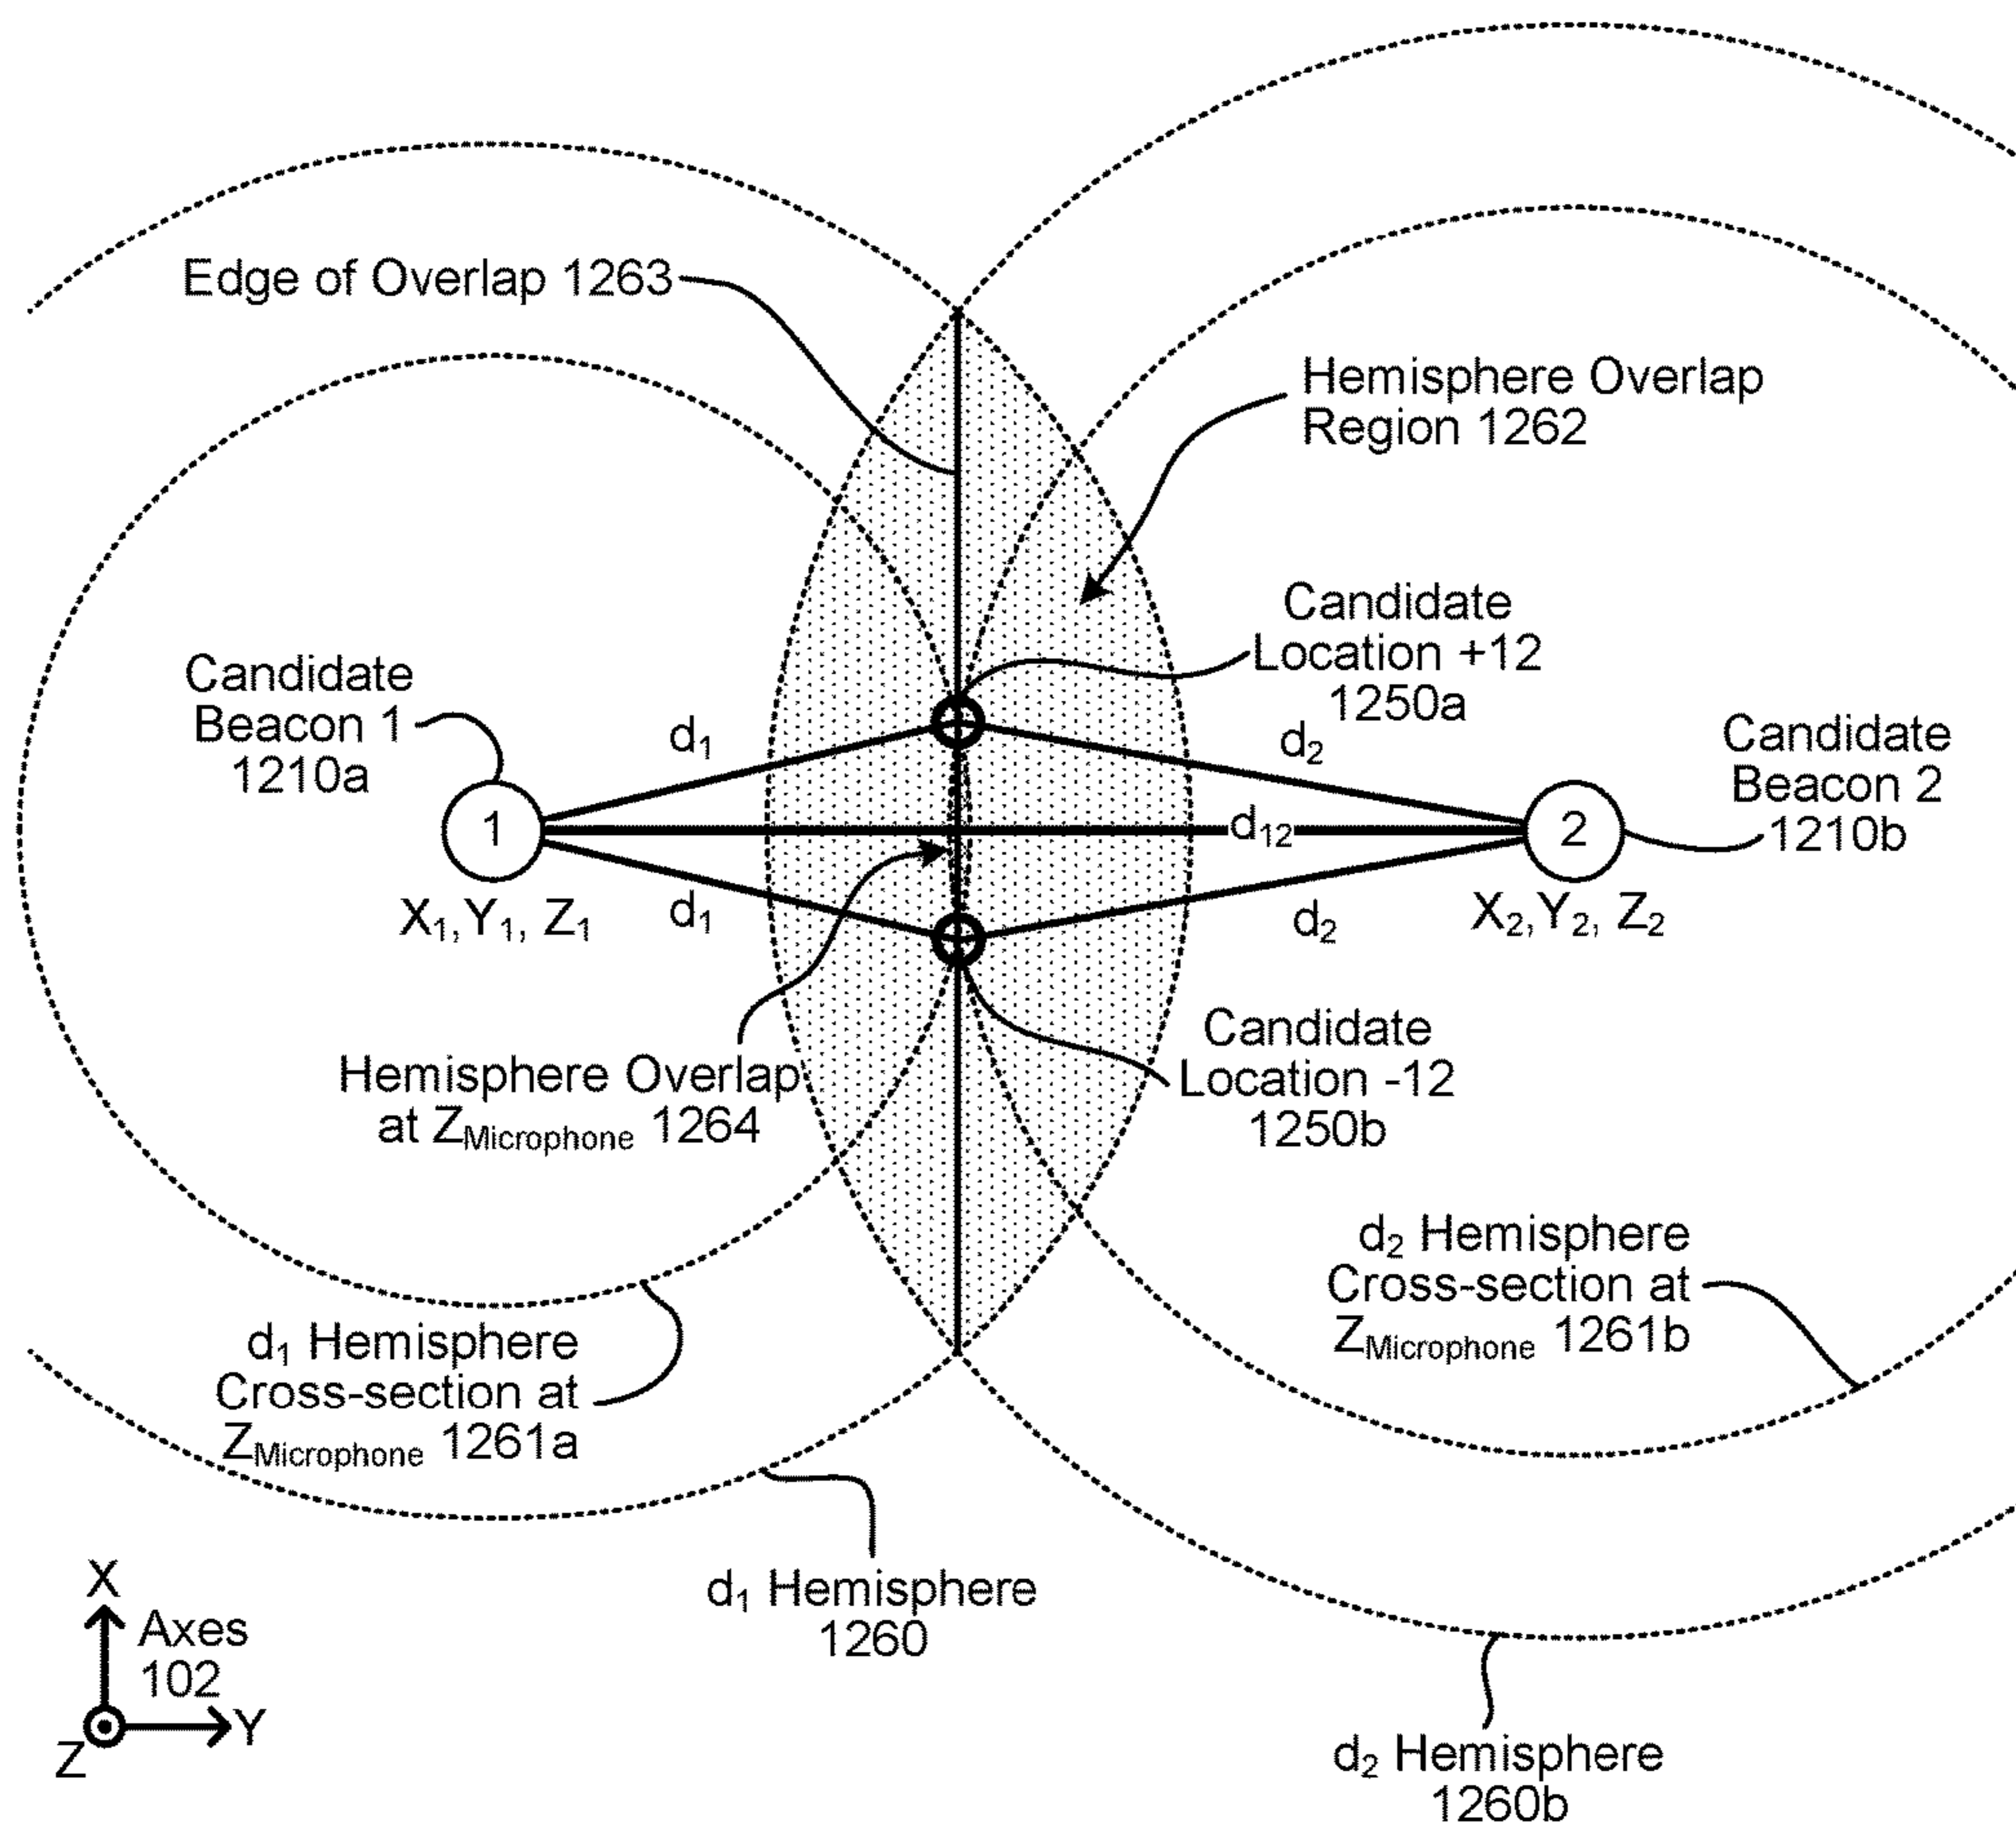 Edge of Overlap 1263
Hemisphere Overlap
Region 1262
Candidate
Location +12
1250a
Candidate
Beacon 1
1210a
d₁
d₂
Candidate
Beacon 2
1210b
1
d₁₂
2
X₁, Y₁, Z₁
d₁
d₂
X₂, Y₂, Z₂
Hemisphere Overlap
at Z_Microphone 1264
Candidate
Location -12
1250b
d₁ Hemisphere
Cross-section at
Z_Microphone 1261a
d₂ Hemisphere
Cross-section at
Z_Microphone 1261b
d₁ Hemisphere
1260
d₂ Hemisphere
1260b
X
Axes
102
Y
Z